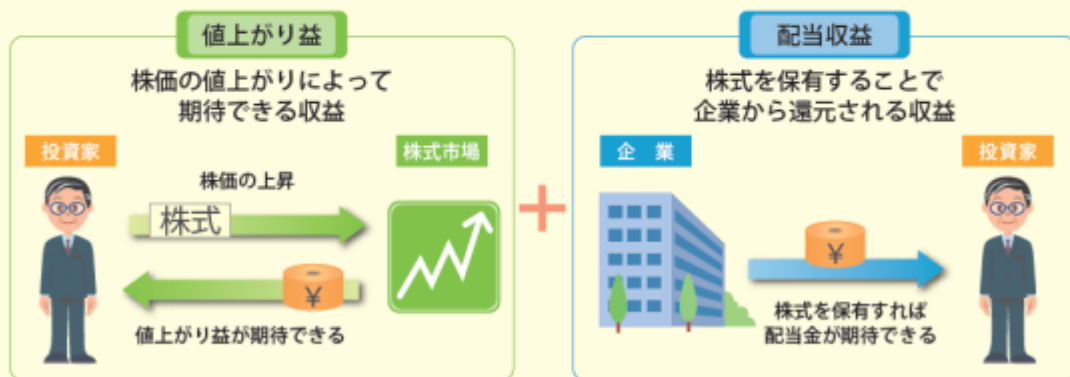 値上がり益
株価の値上がりによって
期待できる収益
投資家
株式市場
株価の上昇
株式
¥
値上がり益が期待できる
+
配当収益
株式を保有することで
企業から還元される収益
企 業
投資家
¥
株式を保有すれば
配当金が期待できる